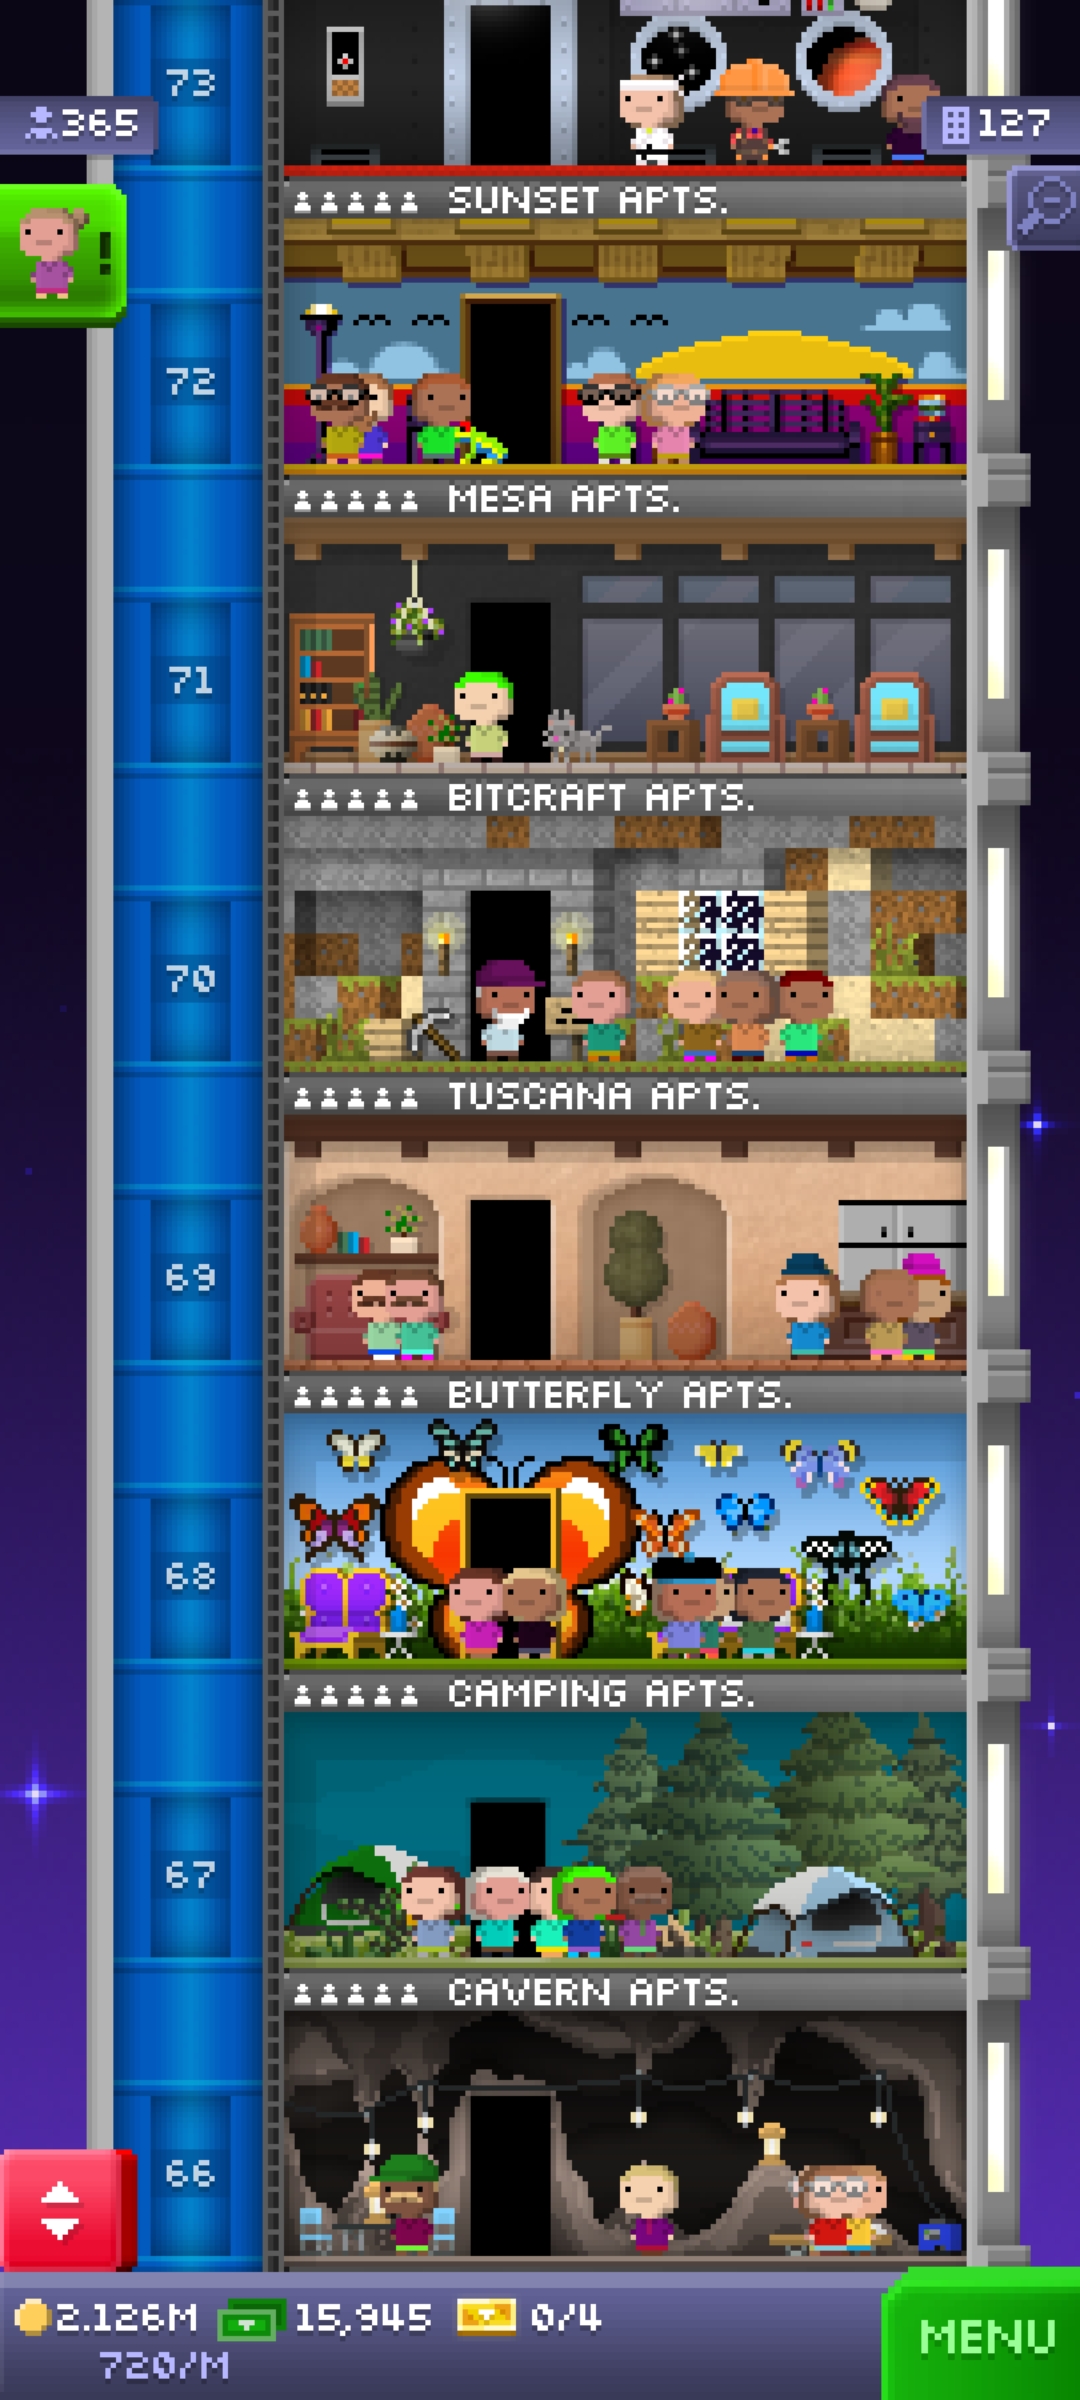 73
365
127
!
SUNSET APTS.
72
MESA APTS.
71
BITCRAFT APTS.
70
TUSCANA APTS.
69
BUTTERFLY APTS.
68
CAMPING APTS.
67
CAVERN APTS.
66
2.126M 15,945 0/4
720/M
MENU